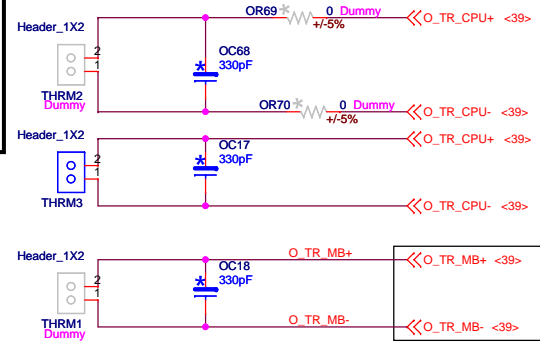 OR69 * 0 Dummy
+/-5%
O_TR_CPU+ <39>
Header_1X2
2
1
THRM2
Dummy
*
OC68
330pF
OR70 * 0 Dummy
+/-5%
O_TR_CPU- <39>
Header_1X2
2
1
THRM3
*
OC17
330pF
O_TR_CPU+ <39>
O_TR_CPU- <39>
Header_1X2
2
1
THRM1
Dummy
*
OC18
330pF
O_TR_MB+
O_TR_MB+ <39>
O_TR_MB-
O_TR_MB- <39>